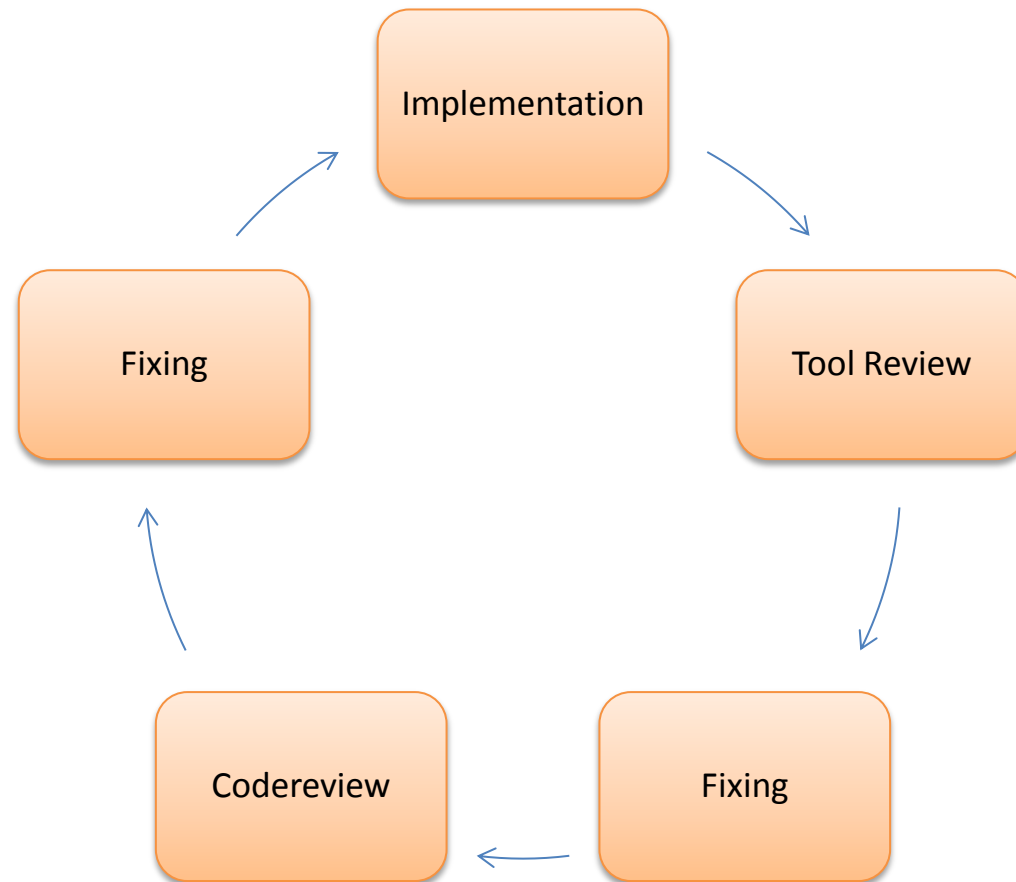 Implementation
Tool Review
Fixing
Codereview
Fixing